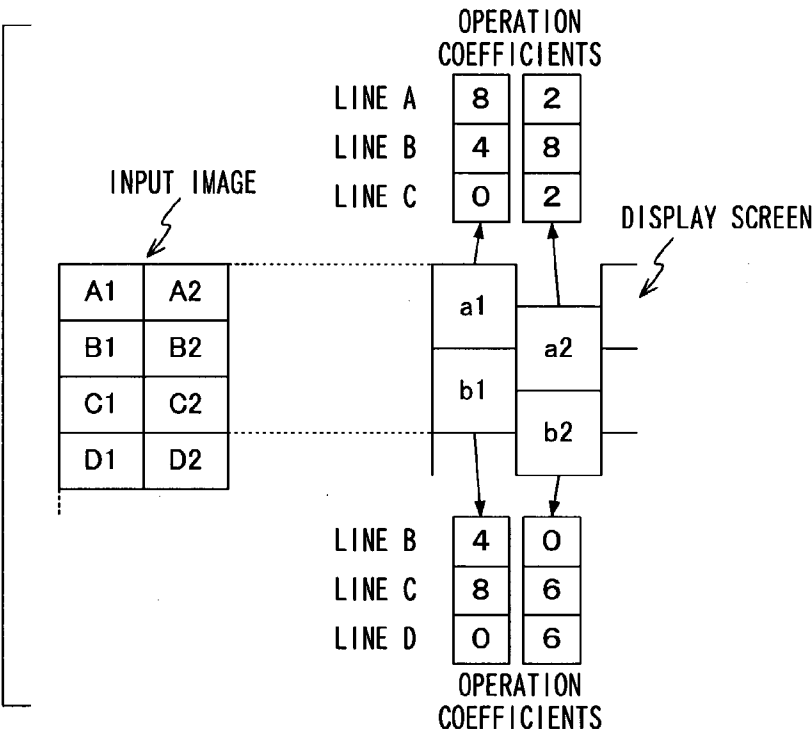 OPERATION
COEFFICIENTS
LINE A 8 2
LINE B 4 8
LINE C 0 2
INPUT IMAGE
DISPLAY SCREEN
A1 A2
B1 B2
C1 C2
D1 D2
a1
a2
b1
b2
LINE B 4 0
LINE C 8 6
LINE D 0 6
OPERATION
COEFFICIENTS